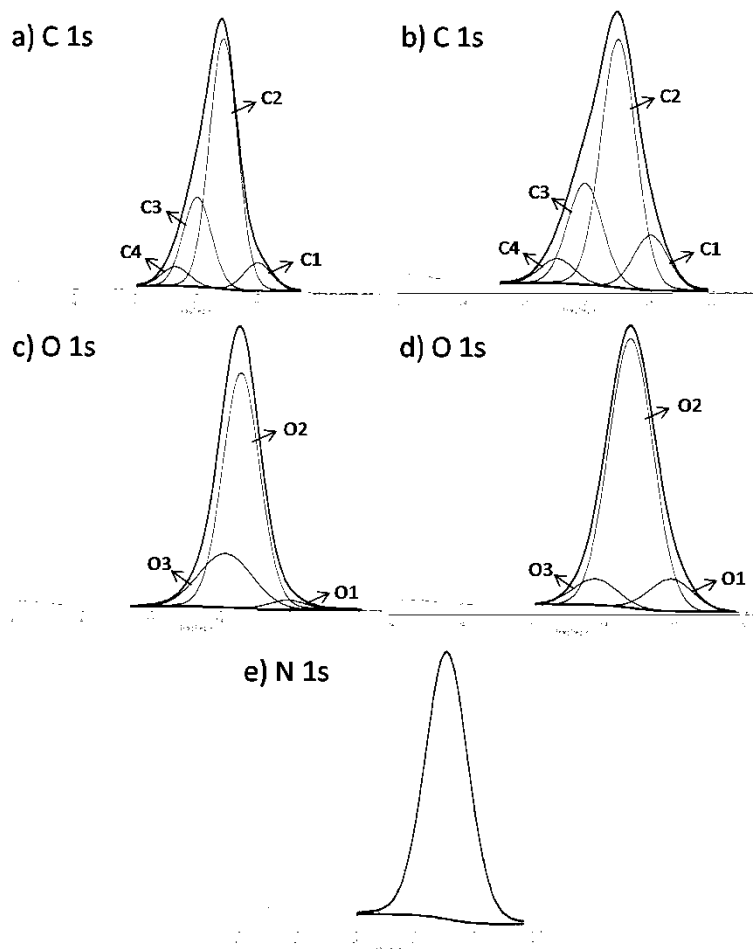 a) C 1s
C2
C3
C4
C1
b) C 1s
C2
C3
C4
C1
c) O 1s
O2
O3
O1
d) O 1s
O2
O3
O1
e) N 1s